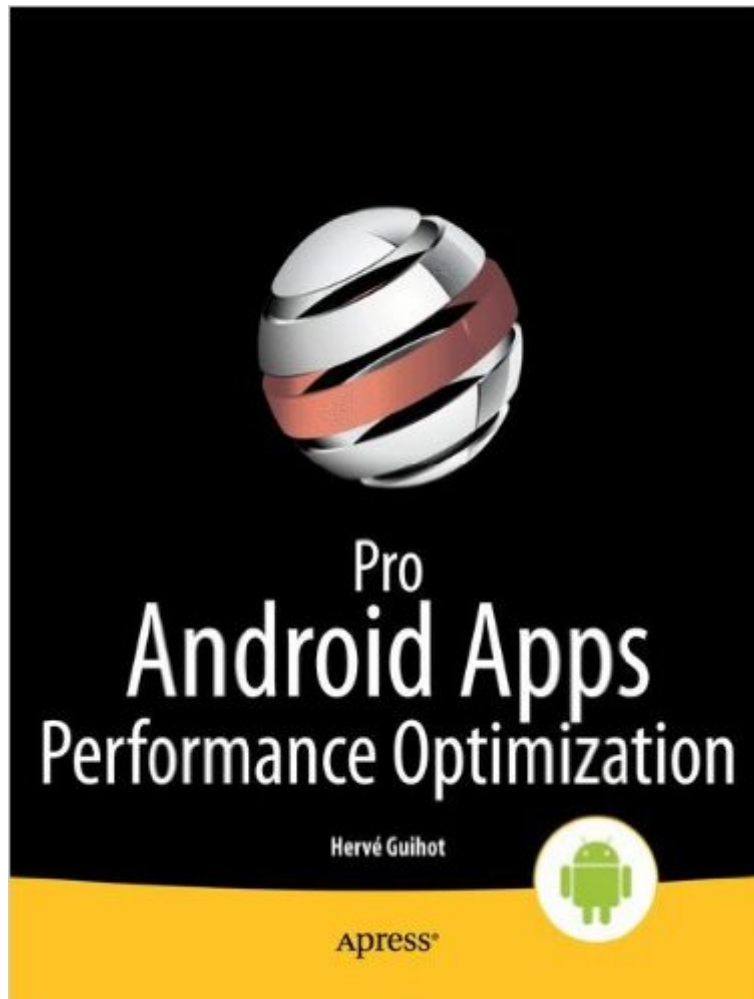 Pro
Android Apps
Performance Optimization
Hervé Guihot
Apress®